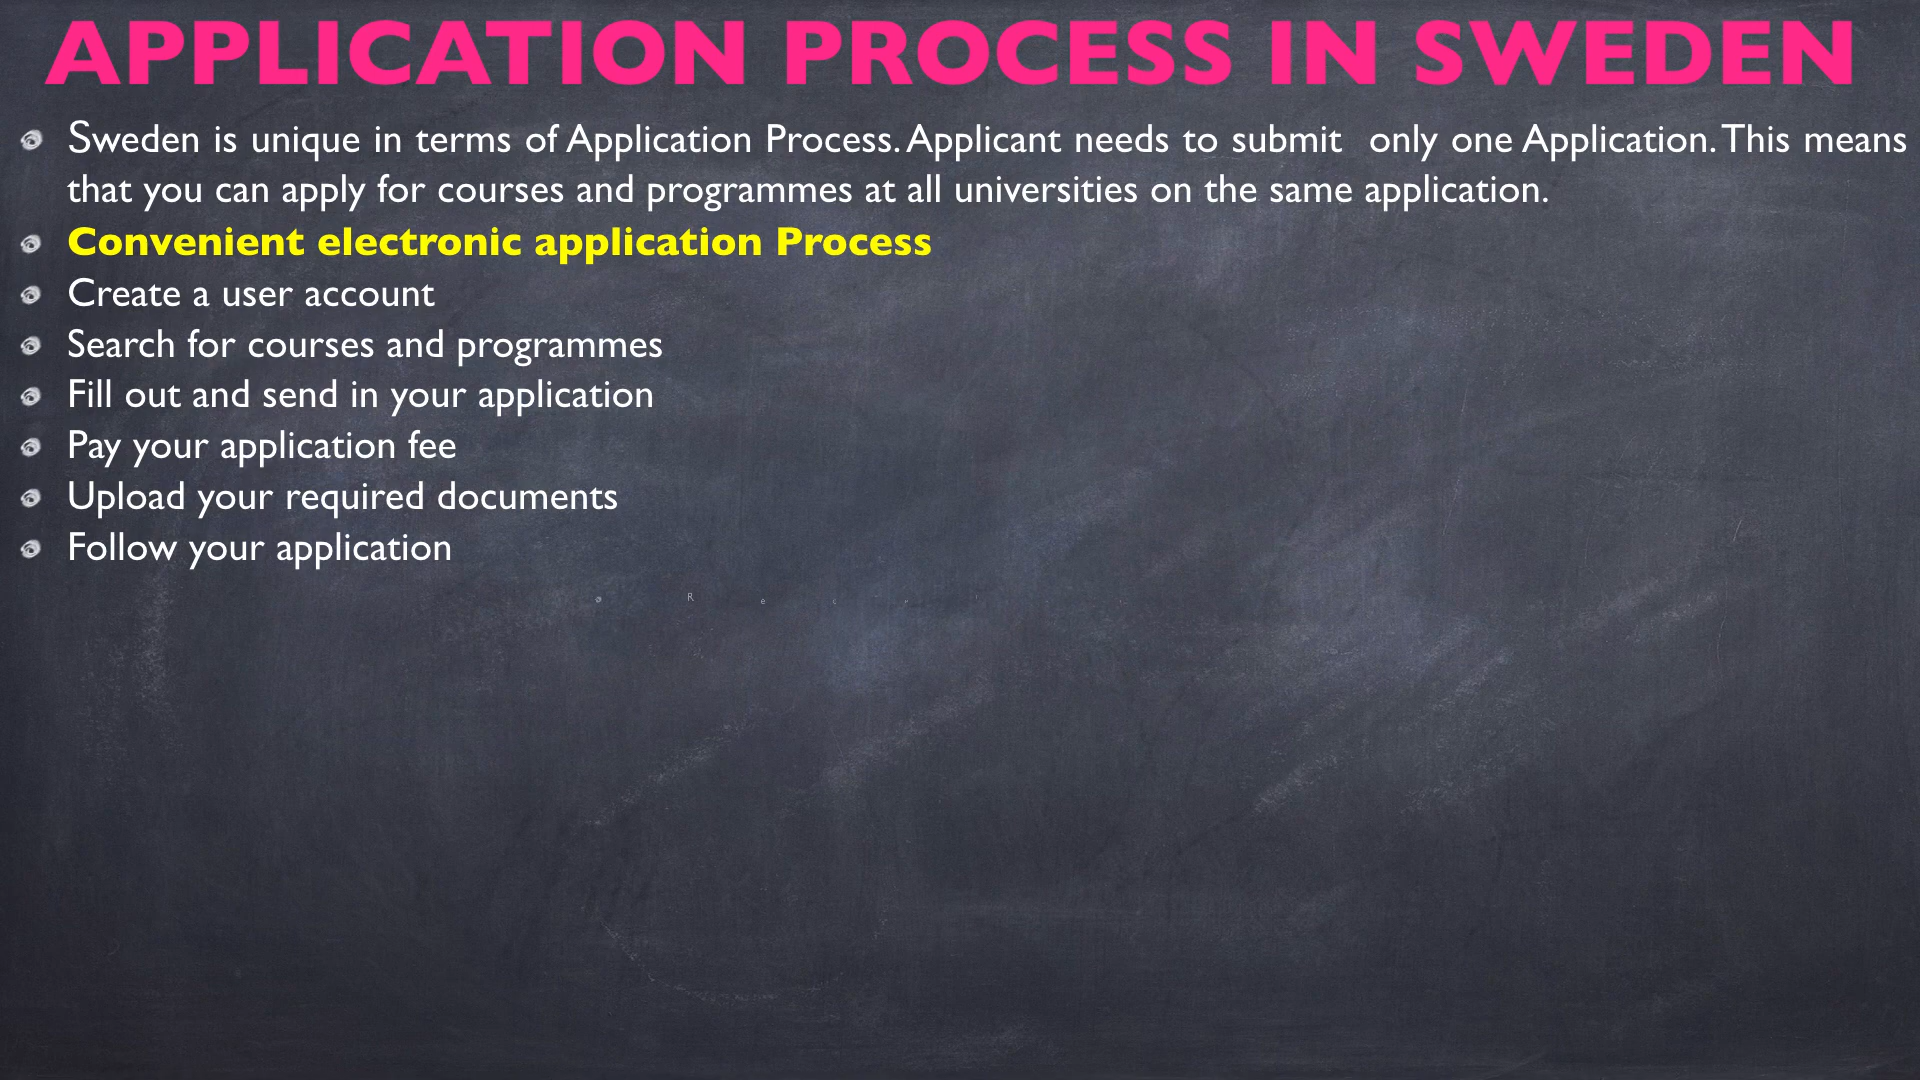 APPLICATION PROCESS IN SWEDEN
Sweden is unique in terms of Application Process. Applicant needs to submit only one Application. This means
that you can apply for courses and programmes at all universities on the same application.
Convenient electronic application Process
Create a user account
Search for courses and programmes
Fill out and send in your application
Pay your application fee
Upload your required documents
Follow your application
R e c e